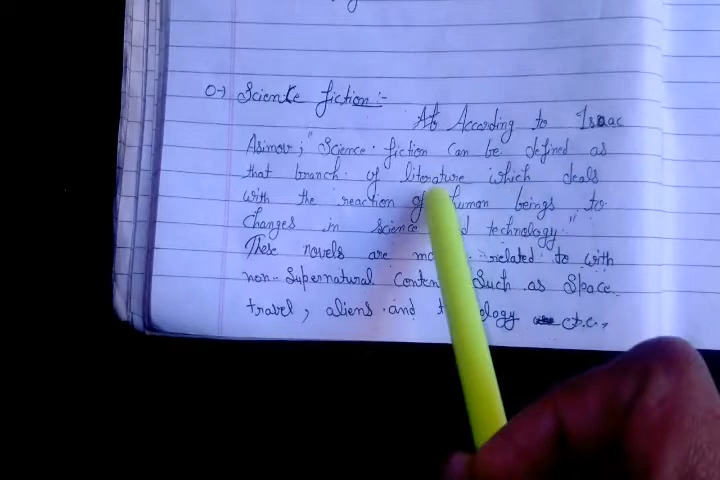 O→ Science fiction :-
According to Isaac
Asimov; "Science fiction can be defined as
that branch of literature which deals
with the reaction of human beings to
changes in science d technology"
These novels are mo related to with
non-Supernatural Conten Such as Space
travel, aliens and t ology etc.,